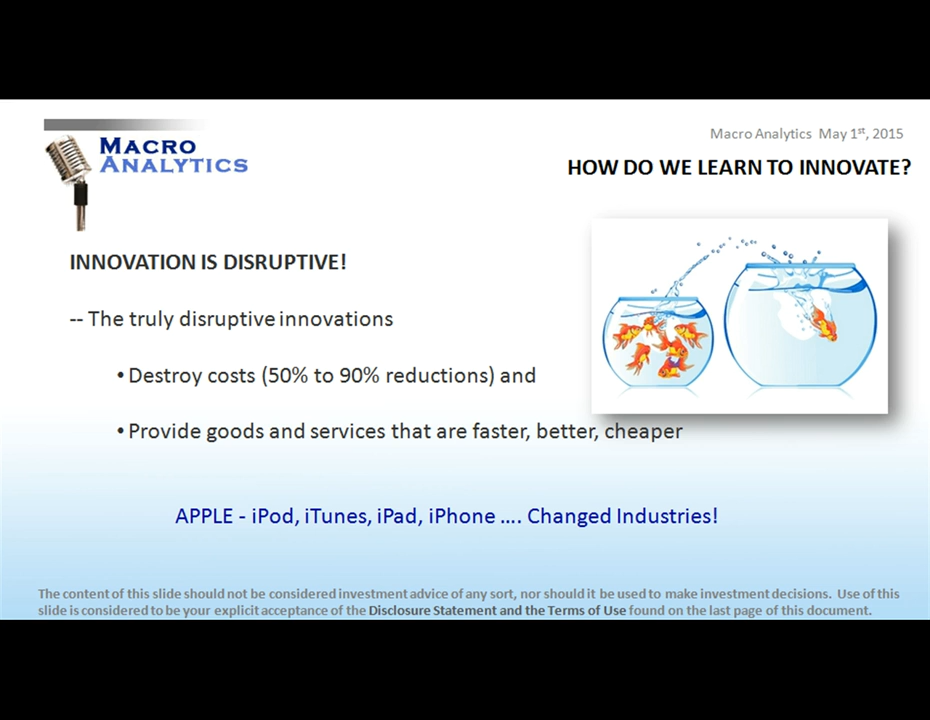 MACRO
ANALYTICS
Macro Analytics May 1st, 2015
HOW DO WE LEARN TO INNOVATE?
INNOVATION IS DISRUPTIVE!
-- The truly disruptive innovations
• Destroy costs (50% to 90% reductions) and
• Provide goods and services that are faster, better, cheaper
APPLE - iPod, iTunes, iPad, iPhone .... Changed Industries!
The content of this slide should not be considered investment advice of any sort, nor should it be used to make investment decisions. Use of this
slide is considered to be your explicit acceptance of the Disclosure Statement and the Terms of Use found on the last page of this document.